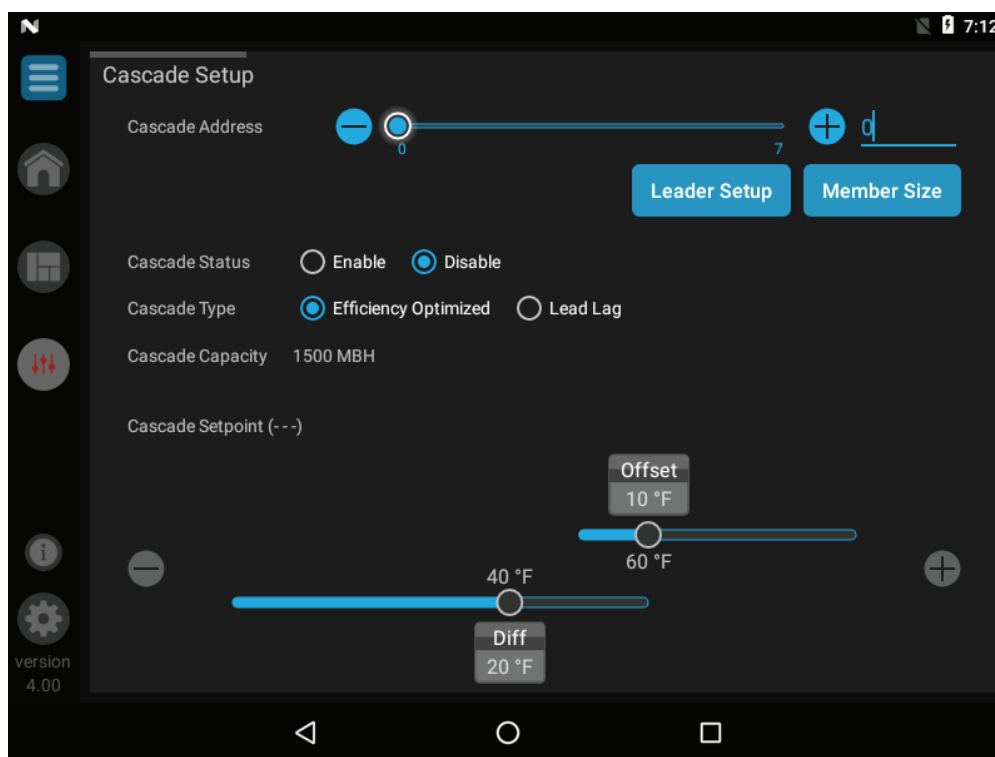 7:12
Cascade Setup
Cascade Address
0
0
7
Leader Setup
Member Size
Cascade Status
Enable
Disable
Cascade Type
Efficiency Optimized
Lead Lag
Cascade Capacity
1500 MBH
Cascade Setpoint (---)
Offset
10 °F
60 °F
40 °F
Diff
20 °F
version
4.00